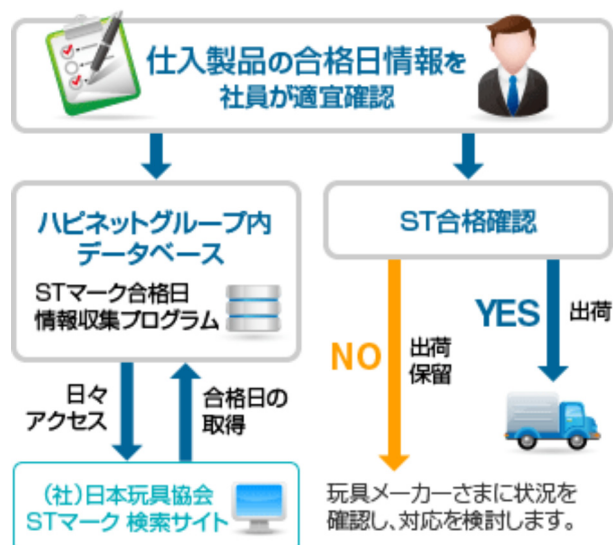 仕入製品の合格日情報を
社員が適宜確認
ハピネットグループ内
データベース
STマーク合格日
情報収集プログラム
日々
アクセス
合格日の
取得
(社)日本玩具協会
STマーク 検索サイト
ST合格確認
NO
出荷
保留
YES
出荷
玩具メーカーさまに状況を
確認し、対応を検討します。